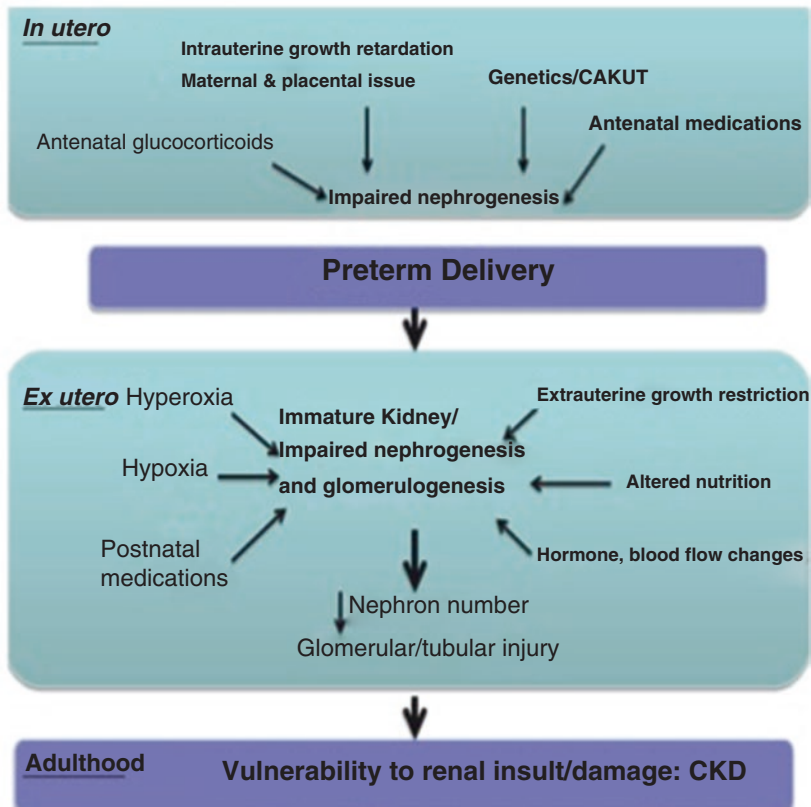 In utero
Intrauterine growth retardation
Maternal & placental issue
Genetics/CAKUT
Antenatal medications
Antenatal glucocorticoids
Impaired nephrogenesis
Preterm Delivery
Ex utero Hyperoxia
Extrauterine growth restriction
Immature Kidney/
Impaired nephrogenesis
and glomerulogenesis
Hypoxia
Altered nutrition
Postnatal
medications
Hormone, blood flow changes
Nephron number
Glomerular/tubular injury
Adulthood
Vulnerability to renal insult/damage: CKD